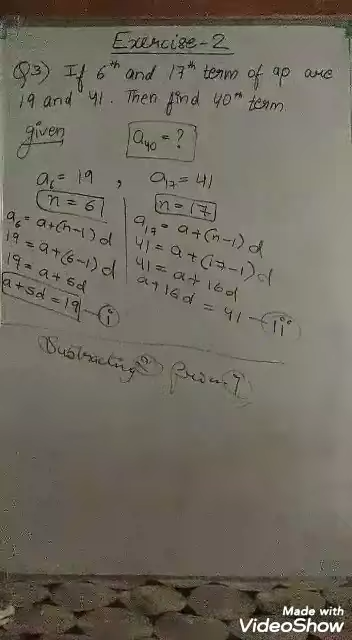 Exercise-2
Q3) If 6th and 17th term of ap are
19 and 41. Then find 40th term
given
a40 = ?
a6 = 19 , a17 = 41
n = 6
n = 17
a6 = a+(n-1)d
19 = a+(6-1)d
19 = a+5d
a+5d = 19 - i
a17 = a+(n-1)d
41 = a+(17-1)d
41 = a+16d
a+16d = 41 - ii
Subtracting from
Made with
VideoShow